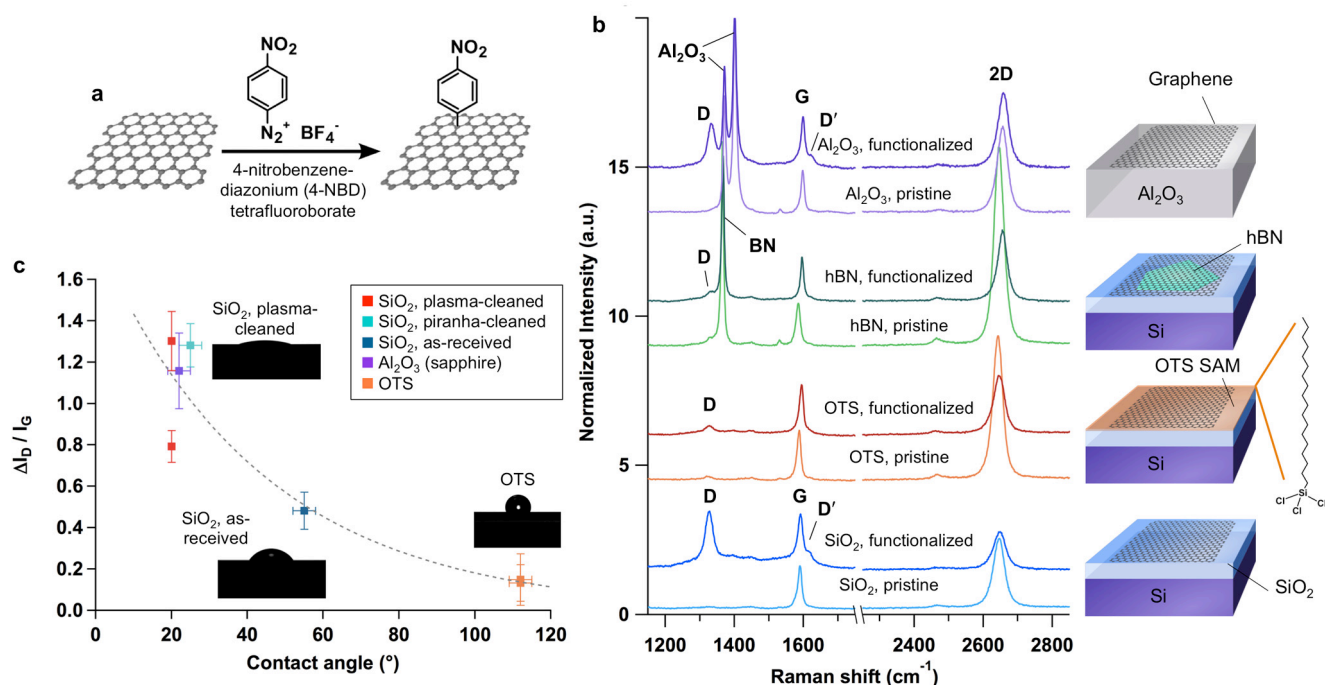 a
NO₂
N₂⁺ BF₄⁻
4-nitrobenzene-
diazonium (4-NBD)
tetrafluoroborate
NO₂
b
Normalized Intensity (a.u.)
15
10
5
0
1200
1400
1600
2400
2600
2800
Raman shift (cm⁻¹)
Al₂O₃
D
G
D′
2D
Al₂O₃, functionalized
Al₂O₃, pristine
BN
D
hBN, functionalized
hBN, pristine
D
OTS, functionalized
OTS, pristine
D
G
D′
SiO₂, functionalized
SiO₂, pristine
Graphene
Al₂O₃
hBN
Si
OTS SAM
Si
Si
Cl
Cl
Cl
Si
SiO₂
c
ΔI_D / I_G
1.6
1.4
1.2
1.0
0.8
0.6
0.4
0.2
0.0
0
20
40
60
80
100
120
Contact angle (°)
SiO₂, plasma-
cleaned
SiO₂, plasma-cleaned
SiO₂, piranha-cleaned
SiO₂, as-received
Al₂O₃ (sapphire)
OTS
SiO₂, as-
received
OTS